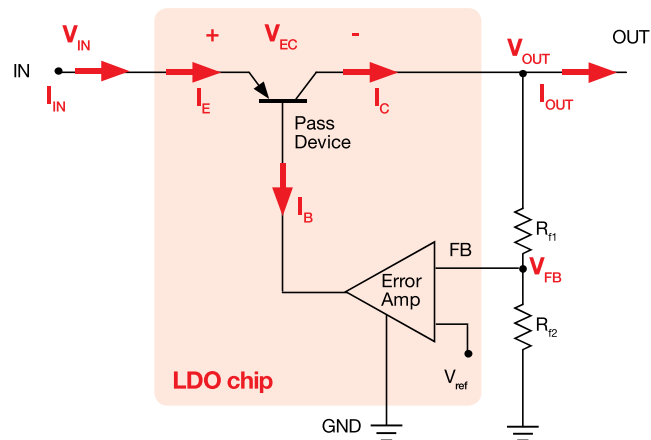 V_IN
+
V_EC
-
OUT
V_OUT
IN
I_IN
I_E
I_C
I_OUT
Pass
Device
I_B
R_f1
FB
V_FB
Error
Amp
R_f2
V_ref
LDO chip
GND